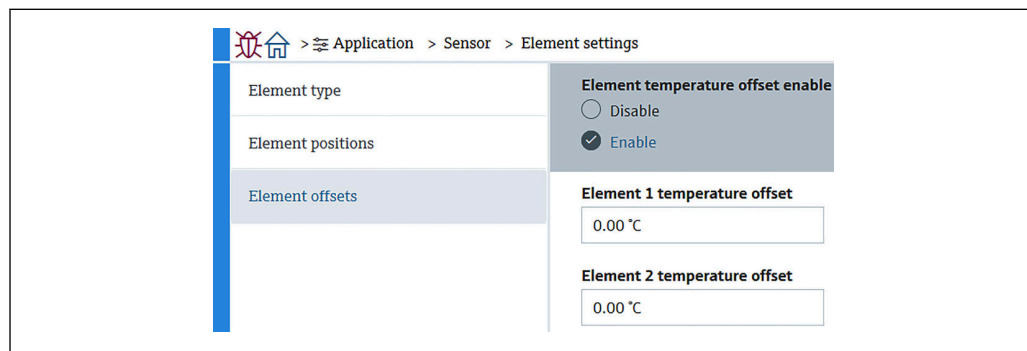 > Application > Sensor > Element settings
Element type
Element positions
Element offsets
Element temperature offset enable
Disable
Enable
Element 1 temperature offset
0.00 °C
Element 2 temperature offset
0.00 °C